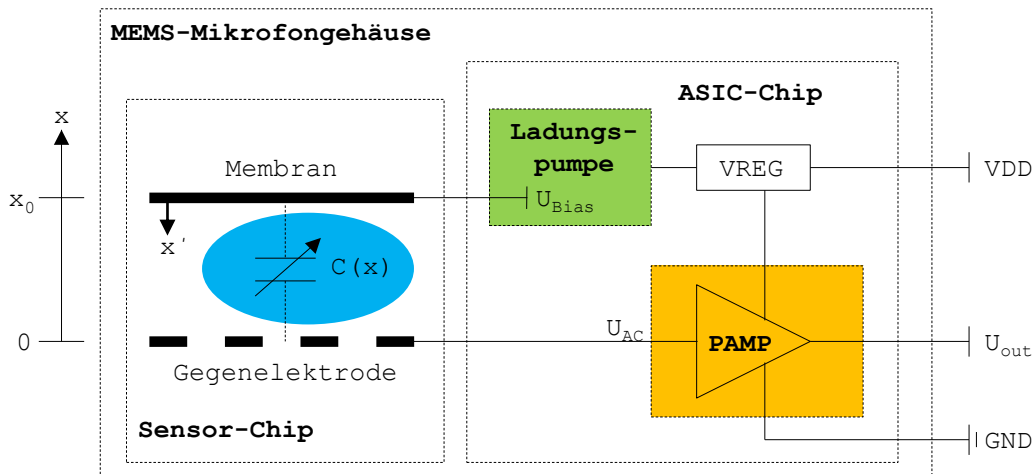 MEMS-Mikrofongehäuse
ASIC-Chip
Ladungs-
pumpe
VREG
VDD
x
Membran
x0
UBias
x'
C(x)
0
UAC
PAMP
Uout
Gegenelektrode
Sensor-Chip
GND